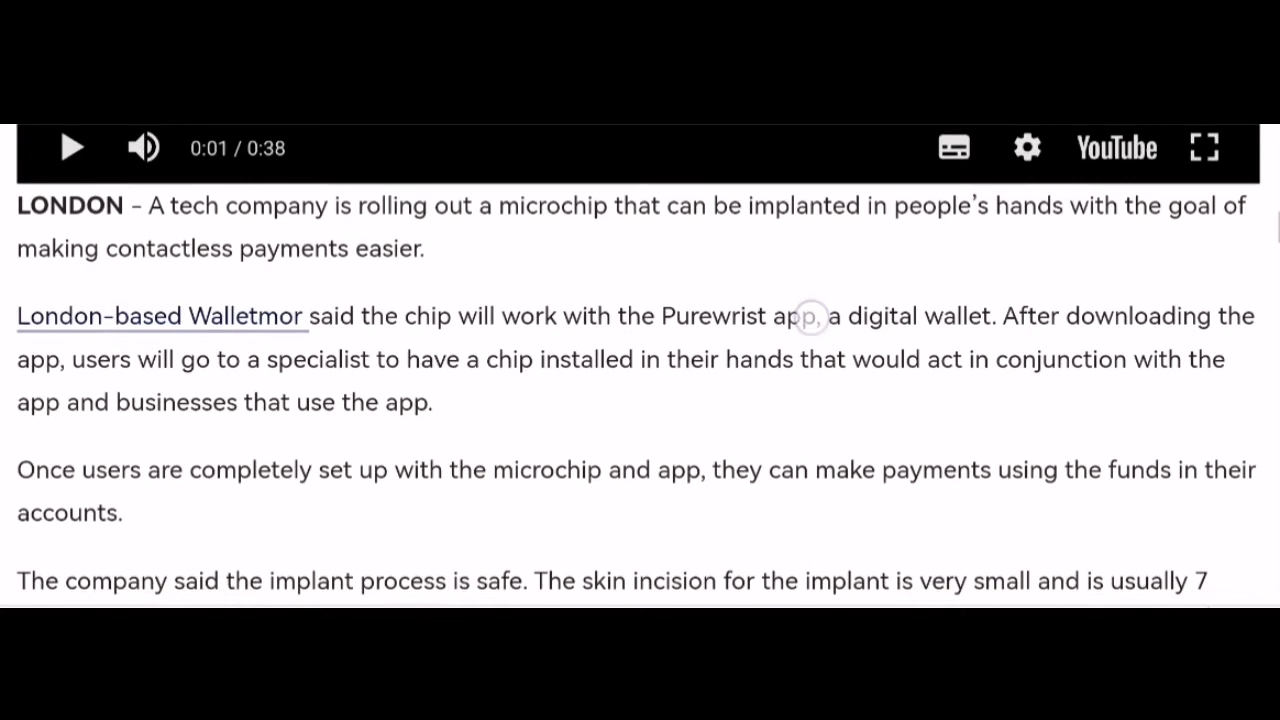 0:01 / 0:38
YouTube
LONDON – A tech company is rolling out a microchip that can be implanted in people’s hands with the goal of
making contactless payments easier.
London-based Walletmor said the chip will work with the Purewrist app, a digital wallet. After downloading the
app, users will go to a specialist to have a chip installed in their hands that would act in conjunction with the
app and businesses that use the app.
Once users are completely set up with the microchip and app, they can make payments using the funds in their
accounts.
The company said the implant process is safe. The skin incision for the implant is very small and is usually 7